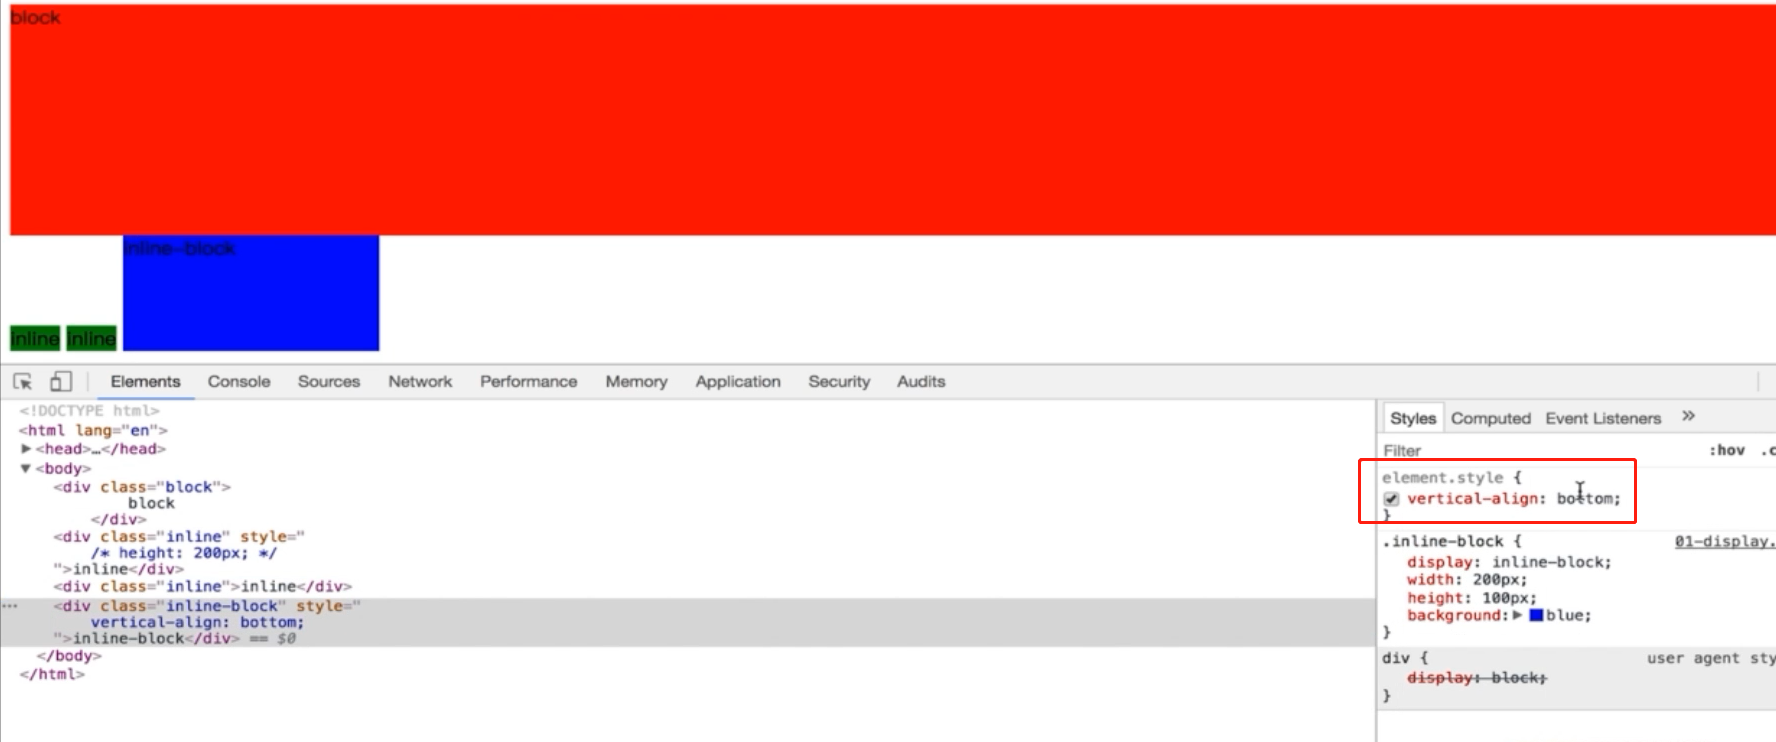 block
inline-block
inline inline
Elements Console Sources Network Performance Memory Application Security Audits
<!DOCTYPE html>
<html lang="en">
▶<head>…</head>
▼<body>
<div class="block">
block
</div>
<div class="inline" style="
/* height: 200px; */
">inline</div>
<div class="inline">inline</div>
… <div class="inline-block" style="
vertical-align: bottom;
">inline-block</div> == $0
</body>
</html>
Styles Computed Event Listeners »
Filter :hov .c
element.style {
vertical-align: bottom;
}
.inline-block { 01-display.
display: inline-block;
width: 200px;
height: 100px;
background:▶ blue;
}
div { user agent sty
display: block;
}